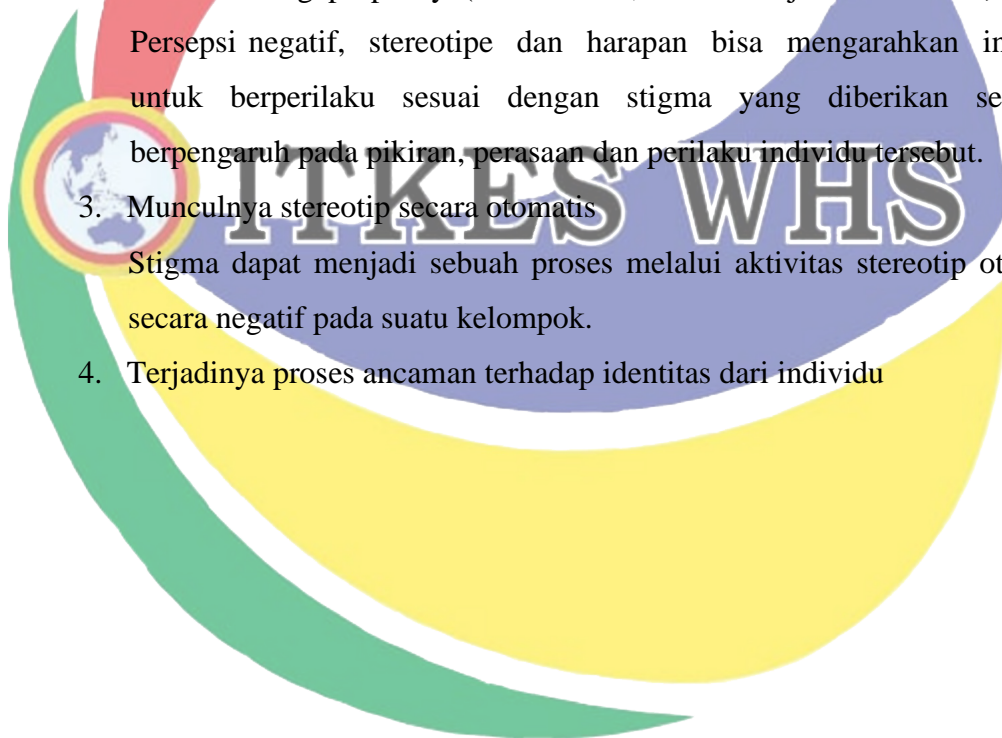 Persepsi negatif, stereotipe dan harapan bisa mengarahkan
untuk berperilaku sesuai dengan stigma yang diberikan
berpengaruh pada pikiran, perasaan dan perilaku individu tersebut.
ITKES WHS
3. Munculnya stereotip secara otomatis
Stigma dapat menjadi sebuah proses melalui aktivitas stereotip
secara negatif pada suatu kelompok.
4. Terjadinya proses ancaman terhadap identitas dari individu